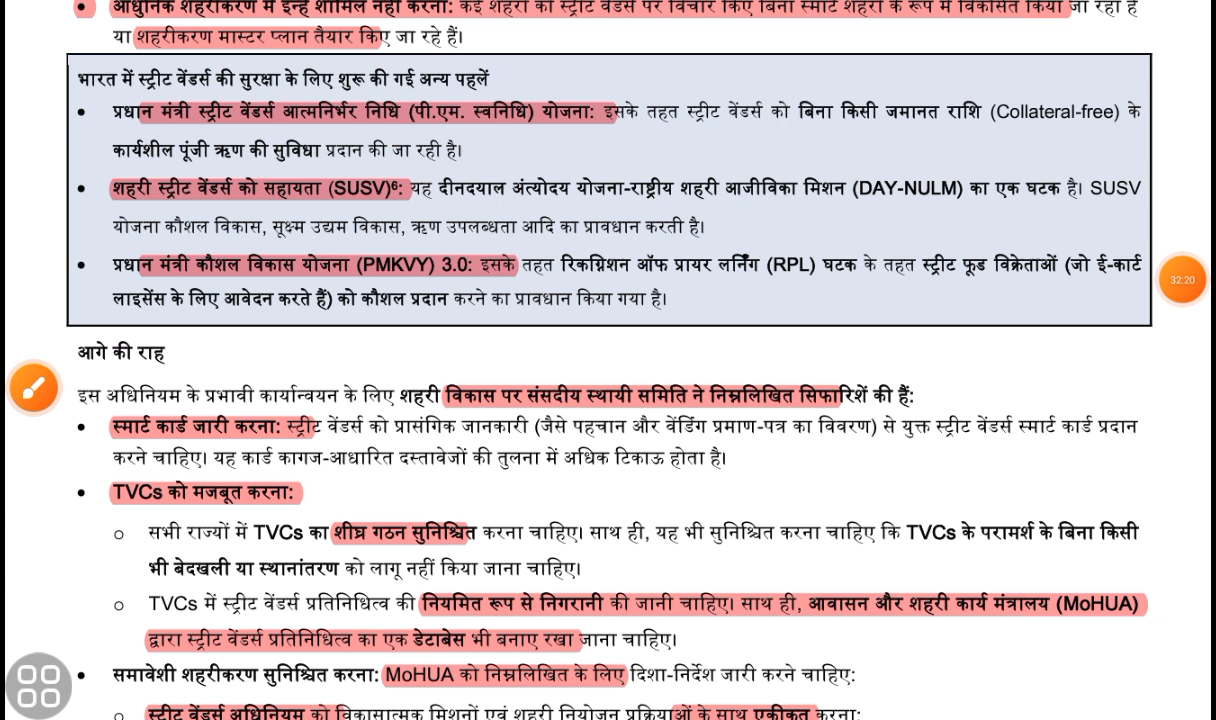 • आधुनिक शहरीकरण में इन्हें शामिल नहीं करना: कई शहरों को स्ट्रीट वेंडर्स पर विचार किए बिना स्मार्ट शहरों के रूप में विकसित किया जा रहा है
या शहरीकरण मास्टर प्लान तैयार किए जा रहे हैं।
भारत में स्ट्रीट वेंडर्स की सुरक्षा के लिए शुरू की गई अन्य पहलें
• प्रधान मंत्री स्ट्रीट वेंडर्स आत्मनिर्भर निधि (पी.एम. स्वनिधि) योजना: इसके तहत स्ट्रीट वेंडर्स को बिना किसी जमानत राशि (Collateral-free) के
कार्यशील पूंजी ऋण की सुविधा प्रदान की जा रही है।
• शहरी स्ट्रीट वेंडर्स को सहायता (SUSV)⁶: यह दीनदयाल अंत्योदय योजना-राष्ट्रीय शहरी आजीविका मिशन (DAY-NULM) का एक घटक है। SUSV
योजना कौशल विकास, सूक्ष्म उद्यम विकास, ऋण उपलब्धता आदि का प्रावधान करती है।
• प्रधान मंत्री कौशल विकास योजना (PMKVY) 3.0: इसके तहत रिकग्निशन ऑफ प्रायर लर्निंग (RPL) घटक के तहत स्ट्रीट फूड विक्रेताओं (जो ई-कार्ट
लाइसेंस के लिए आवेदन करते हैं) को कौशल प्रदान करने का प्रावधान किया गया है।
32:20
आगे की राह
इस अधिनियम के प्रभावी कार्यान्वयन के लिए शहरी विकास पर संसदीय स्थायी समिति ने निम्नलिखित सिफारिशें की हैं:
• स्मार्ट कार्ड जारी करना: स्ट्रीट वेंडर्स को प्रासंगिक जानकारी (जैसे पहचान और वेंडिंग प्रमाण-पत्र का विवरण) से युक्त स्ट्रीट वेंडर्स स्मार्ट कार्ड प्रदान
करने चाहिए। यह कार्ड कागज-आधारित दस्तावेजों की तुलना में अधिक टिकाऊ होता है।
• TVCs को मजबूत करना:
o सभी राज्यों में TVCs का शीघ्र गठन सुनिश्चित करना चाहिए। साथ ही, यह भी सुनिश्चित करना चाहिए कि TVCs के परामर्श के बिना किसी
भी बेदखली या स्थानांतरण को लागू नहीं किया जाना चाहिए।
o TVCs में स्ट्रीट वेंडर्स प्रतिनिधित्व की नियमित रूप से निगरानी की जानी चाहिए। साथ ही, आवासन और शहरी कार्य मंत्रालय (MoHUA)
द्वारा स्ट्रीट वेंडर्स प्रतिनिधित्व का एक डेटाबेस भी बनाए रखा जाना चाहिए।
• समावेशी शहरीकरण सुनिश्चित करना: MoHUA को निम्नलिखित के लिए दिशा-निर्देश जारी करने चाहिए:
o स्ट्रीट वेंडर्स अधिनियम को विकासात्मक मिशनों एवं शहरी नियोजन प्रक्रियाओं के साथ एकीकृत करना;